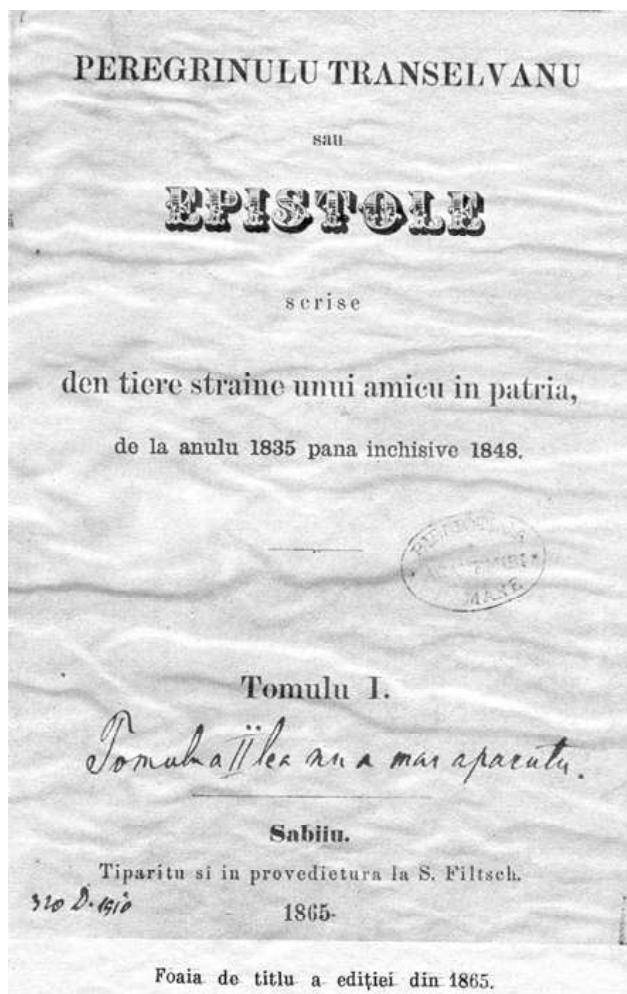 PEREGRINULU TRANSELVANU
sau
EPISTOLE
scrise
den tiere straine unui amicu in patria,
de la anulu 1835 pana inchisive 1848.
Tomulu I.
Tomulu a II lea nu a mai aparutu.
Sabiiu.
Tiparitu si in provedietura la S. Filtsch.
1865.
320 D. 1910
Foaia de titlu a ediției din 1865.